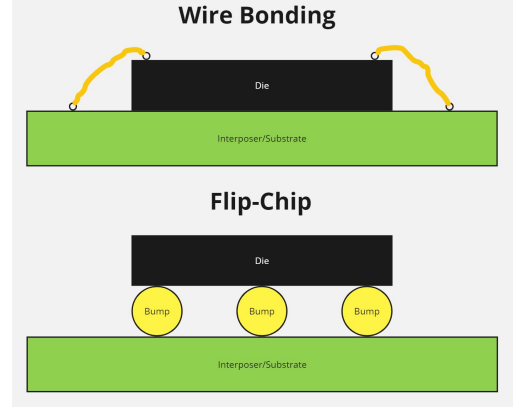 Wire Bonding
Die
Interposer/Substrate
Flip-Chip
Die
Bump Bump Bump
Interposer/Substrate